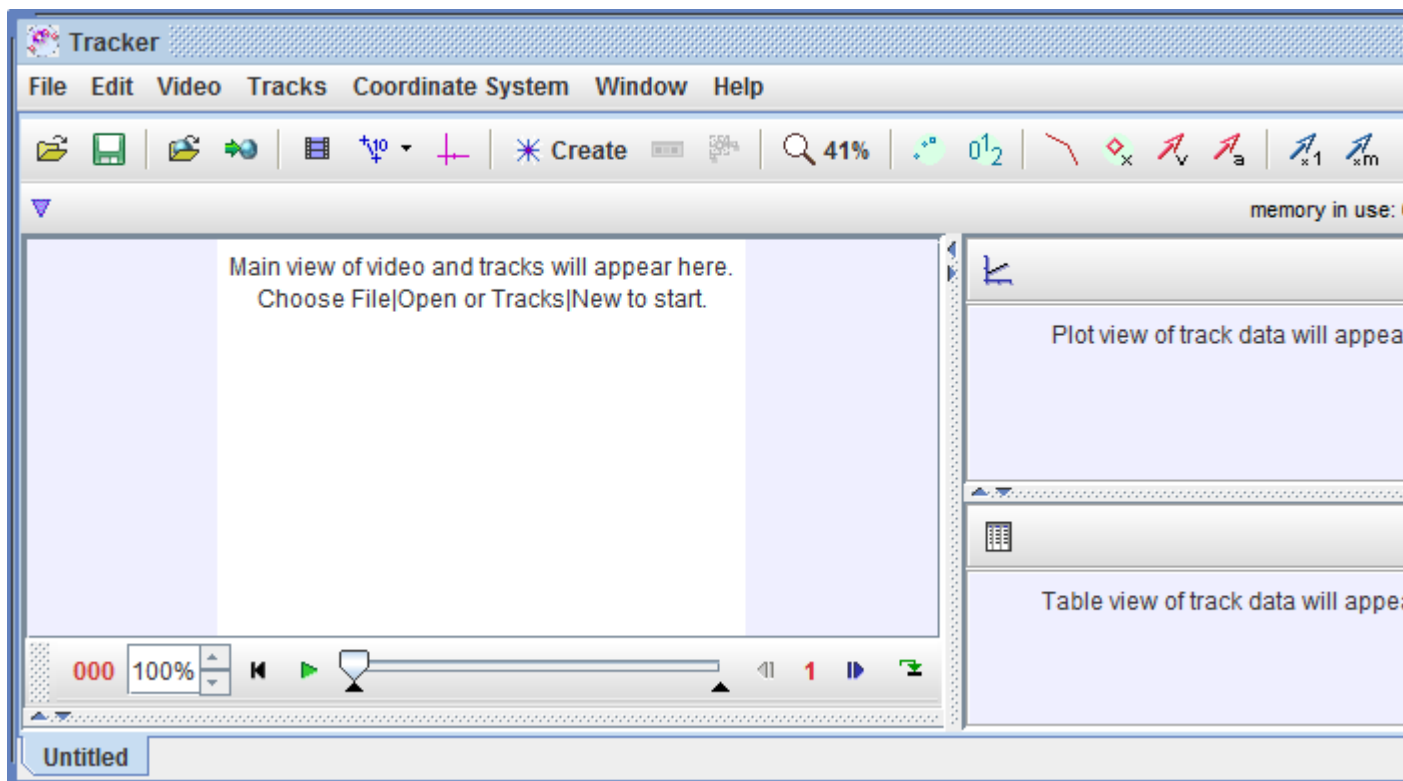 Tracker
File Edit Video Tracks Coordinate System Window Help
Create 41%
memory in use:
Main view of video and tracks will appear here.
Choose File|Open or Tracks|New to start.
Plot view of track data will appea
Table view of track data will appea
000 100% 1
Untitled